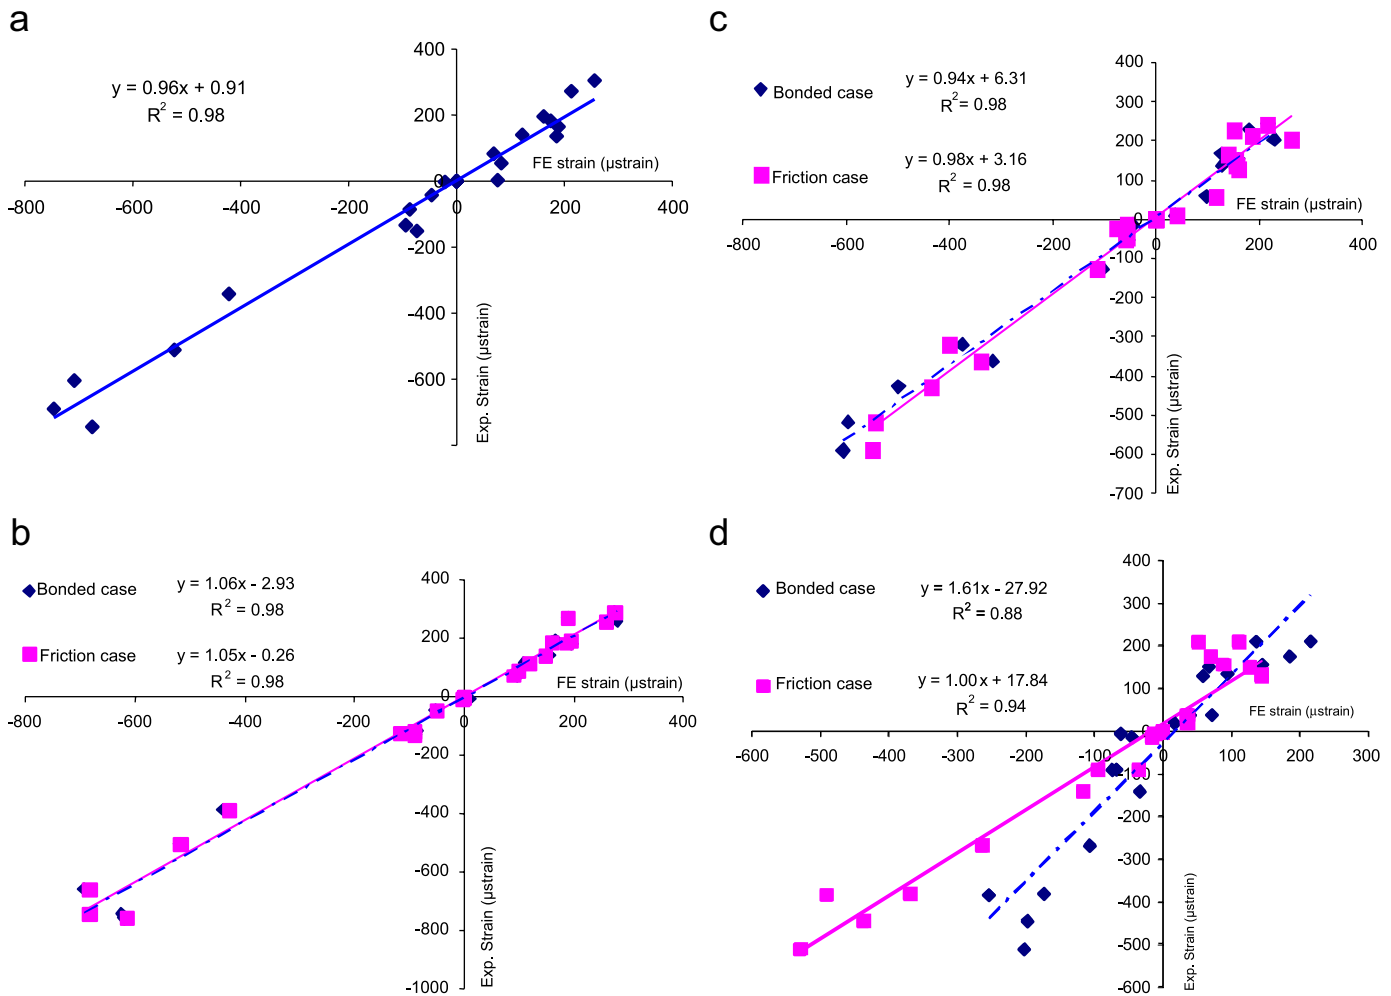 a
y = 0.96x + 0.91
R² = 0.98
400
200
0
-200
-400
-600
-800 -600 -400 -200 0 200 400
FE strain (µstrain)
Exp. Strain (µstrain)
c
Bonded case
y = 0.94x + 6.31
R² = 0.98
Friction case
y = 0.98x + 3.16
R² = 0.98
400
300
200
100
0
-100
-200
-300
-400
-500
-600
-700
-800 -600 -400 -200 0 200 400
FE strain (µstrain)
Exp. Strain (µstrain)
b
Bonded case
y = 1.06x - 2.93
R² = 0.98
Friction case
y = 1.05x - 0.26
R² = 0.98
400
200
0
-200
-400
-600
-800
-1000
-800 -600 -400 -200 0 200 400
FE strain (µstrain)
Exp. Strain (µstrain)
d
Bonded case
y = 1.61x - 27.92
R² = 0.88
Friction case
y = 1.00x + 17.84
R² = 0.94
400
300
200
100
0
-100
-200
-300
-400
-500
-600
-600 -500 -400 -300 -200 -100 0 100 200 300
FE strain (µstrain)
Exp. Strain (µstrain)